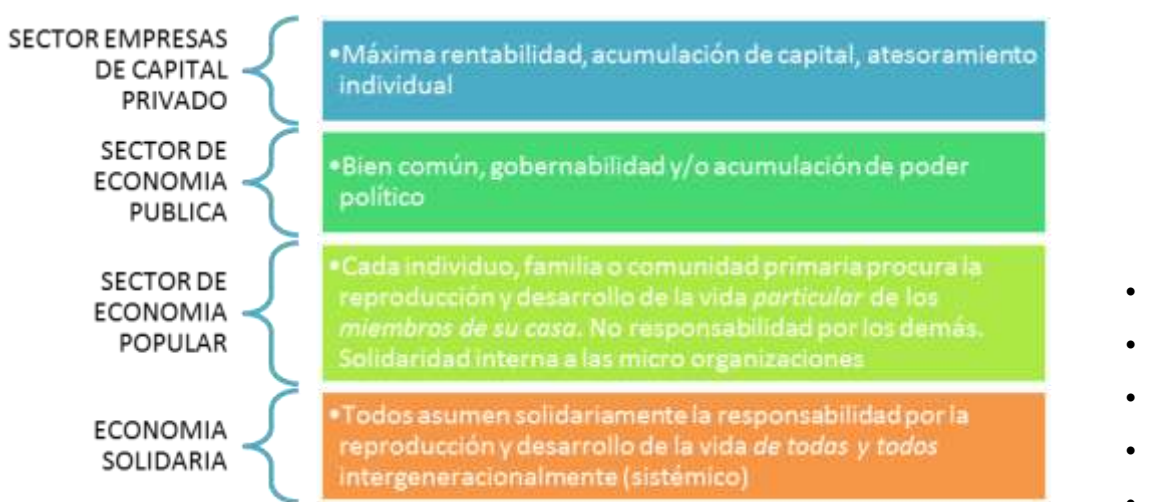 SECTOR EMPRESAS
DE CAPITAL
PRIVADO
•Máxima rentabilidad, acumulación de capital, atesoramiento
individual
SECTOR DE
ECONOMIA
PUBLICA
•Bien común, gobernabilidad y/o acumulación de poder
político
SECTOR DE
ECONOMIA
POPULAR
•Cada individuo, familia o comunidad primaria procura la
reproducción y desarrollo de la vida particular de los
miembros de su casa. No responsabilidad por los demás.
Solidaridad interna a las micro organizaciones
ECONOMIA
SOLIDARIA
•Todos asumen solidariamente la responsabilidad por la
reproducción y desarrollo de la vida de todas y todos
intergeneracionalmente (sistémico)